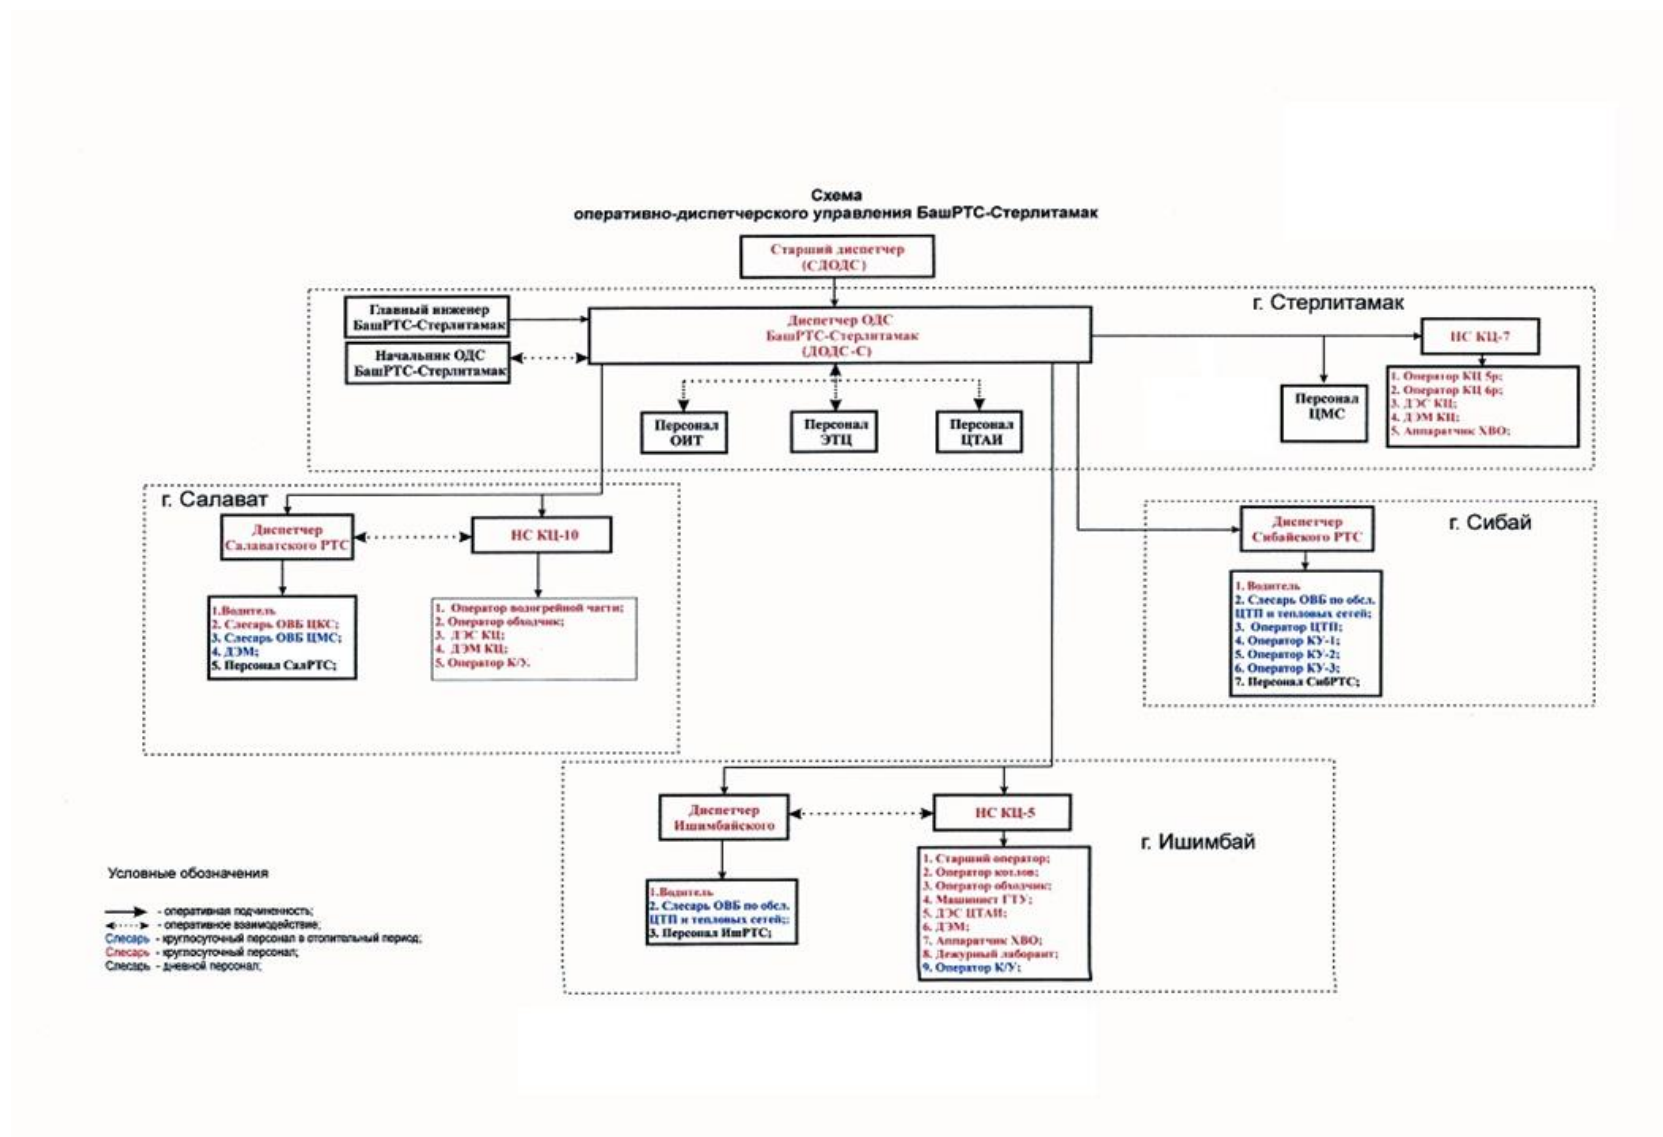 Схема
оперативно-диспетчерского управления БашРТС-Стерлитамак
Старший диспетчер
(СДОДС)
г. Стерлитамак
Главный инженер
БашРТС-Стерлитамак
Начальник ОДС
БашРТС-Стерлитамак
Диспетчер ОДС
БашРТС-Стерлитамак
(ДОДС-С)
НС КЦ-7
Персонал
ОИТ
Персонал
ЭТЦ
Персонал
ЦТАИ
Персонал
ЦМС
1. Оператор КЦ 5р;
2. Оператор КЦ 6р;
3. ДЭС КЦ;
4. ДЭМ КЦ;
5. Аппаратчик ХВО;
г. Салават
Диспетчер
Салаватского РТС
НС КЦ-10
1.Водитель
2. Слесарь ОВБ ЦКС;
3. Слесарь ОВБ ЦМС;
4. ДЭМ;
5. Персонал СалРТС;
1. Оператор водогрейной части;
2. Оператор обходчик;
3. ДЭС КЦ;
4. ДЭМ КЦ;
5. Оператор К/У.
г. Сибай
Диспетчер
Сибайского РТС
1. Водитель
2. Слесарь ОВБ по обсл.
ЦТП и тепловых сетей;
3. Оператор ЦТП;
4. Оператор КУ-1;
5. Оператор КУ-2;
6. Оператор КУ-3;
7. Персонал СибРТС;
г. Ишимбай
Диспетчер
Ишимбайского
НС КЦ-5
1.Водитель
2. Слесарь ОВБ по обсл.
ЦТП и тепловых сетей;;
3. Персонал ИшРТС;
1. Старший оператор;
2. Оператор котлов;
3. Оператор обходчик;
4. Машинист ГТУ;
5. ДЭС ЦТАИ;
6. ДЭМ;
7. Аппаратчик ХВО;
8. Дежурный лаборант;
9. Оператор К/У;
Условные обозначения
- оперативная подчиненность;
- оперативное взаимодействие;
Слесарь - круглосуточный персонал в отопительный период;
Слесарь - круглосуточный персонал;
Слесарь - дневной персонал;